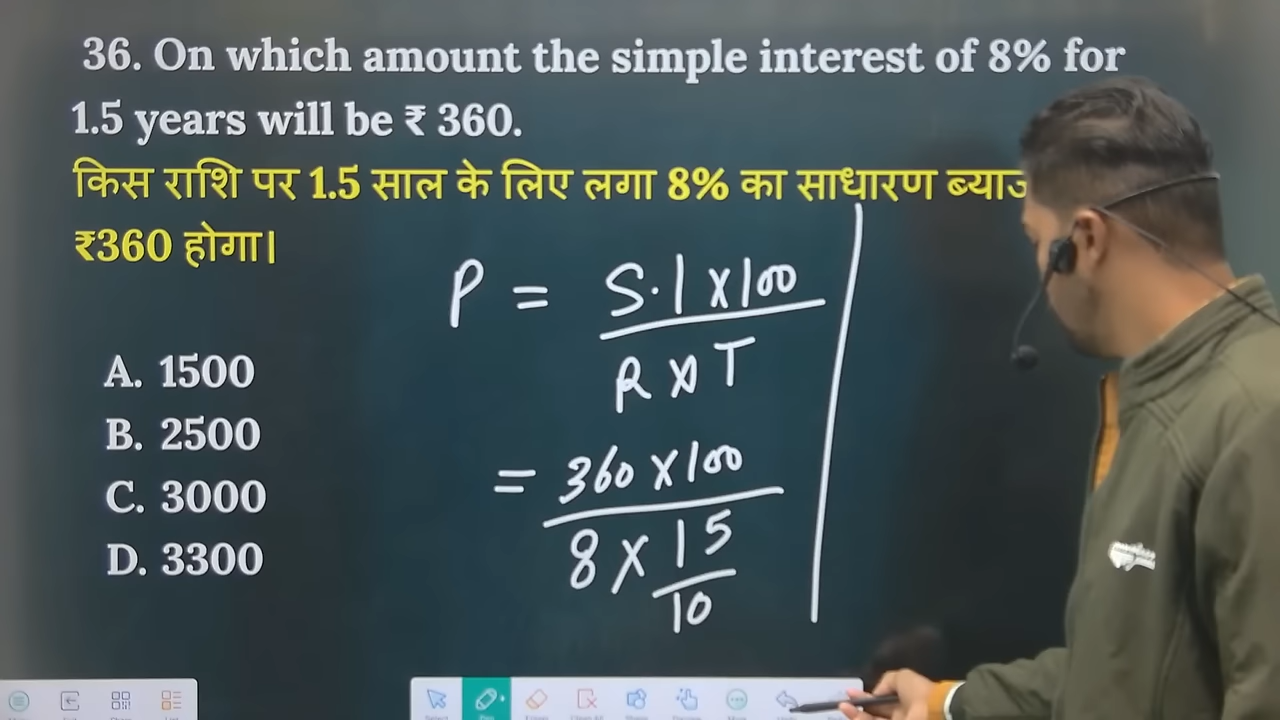 36. On which amount the simple interest of 8% for
1.5 years will be ₹ 360.
किस राशि पर 1.5 साल के लिए लगा 8% का साधारण
₹360 होगा।
P = S.I x100
R x T
= 360 x 100
8 x 15
10
A. 1500
B. 2500
C. 3000
D. 3300